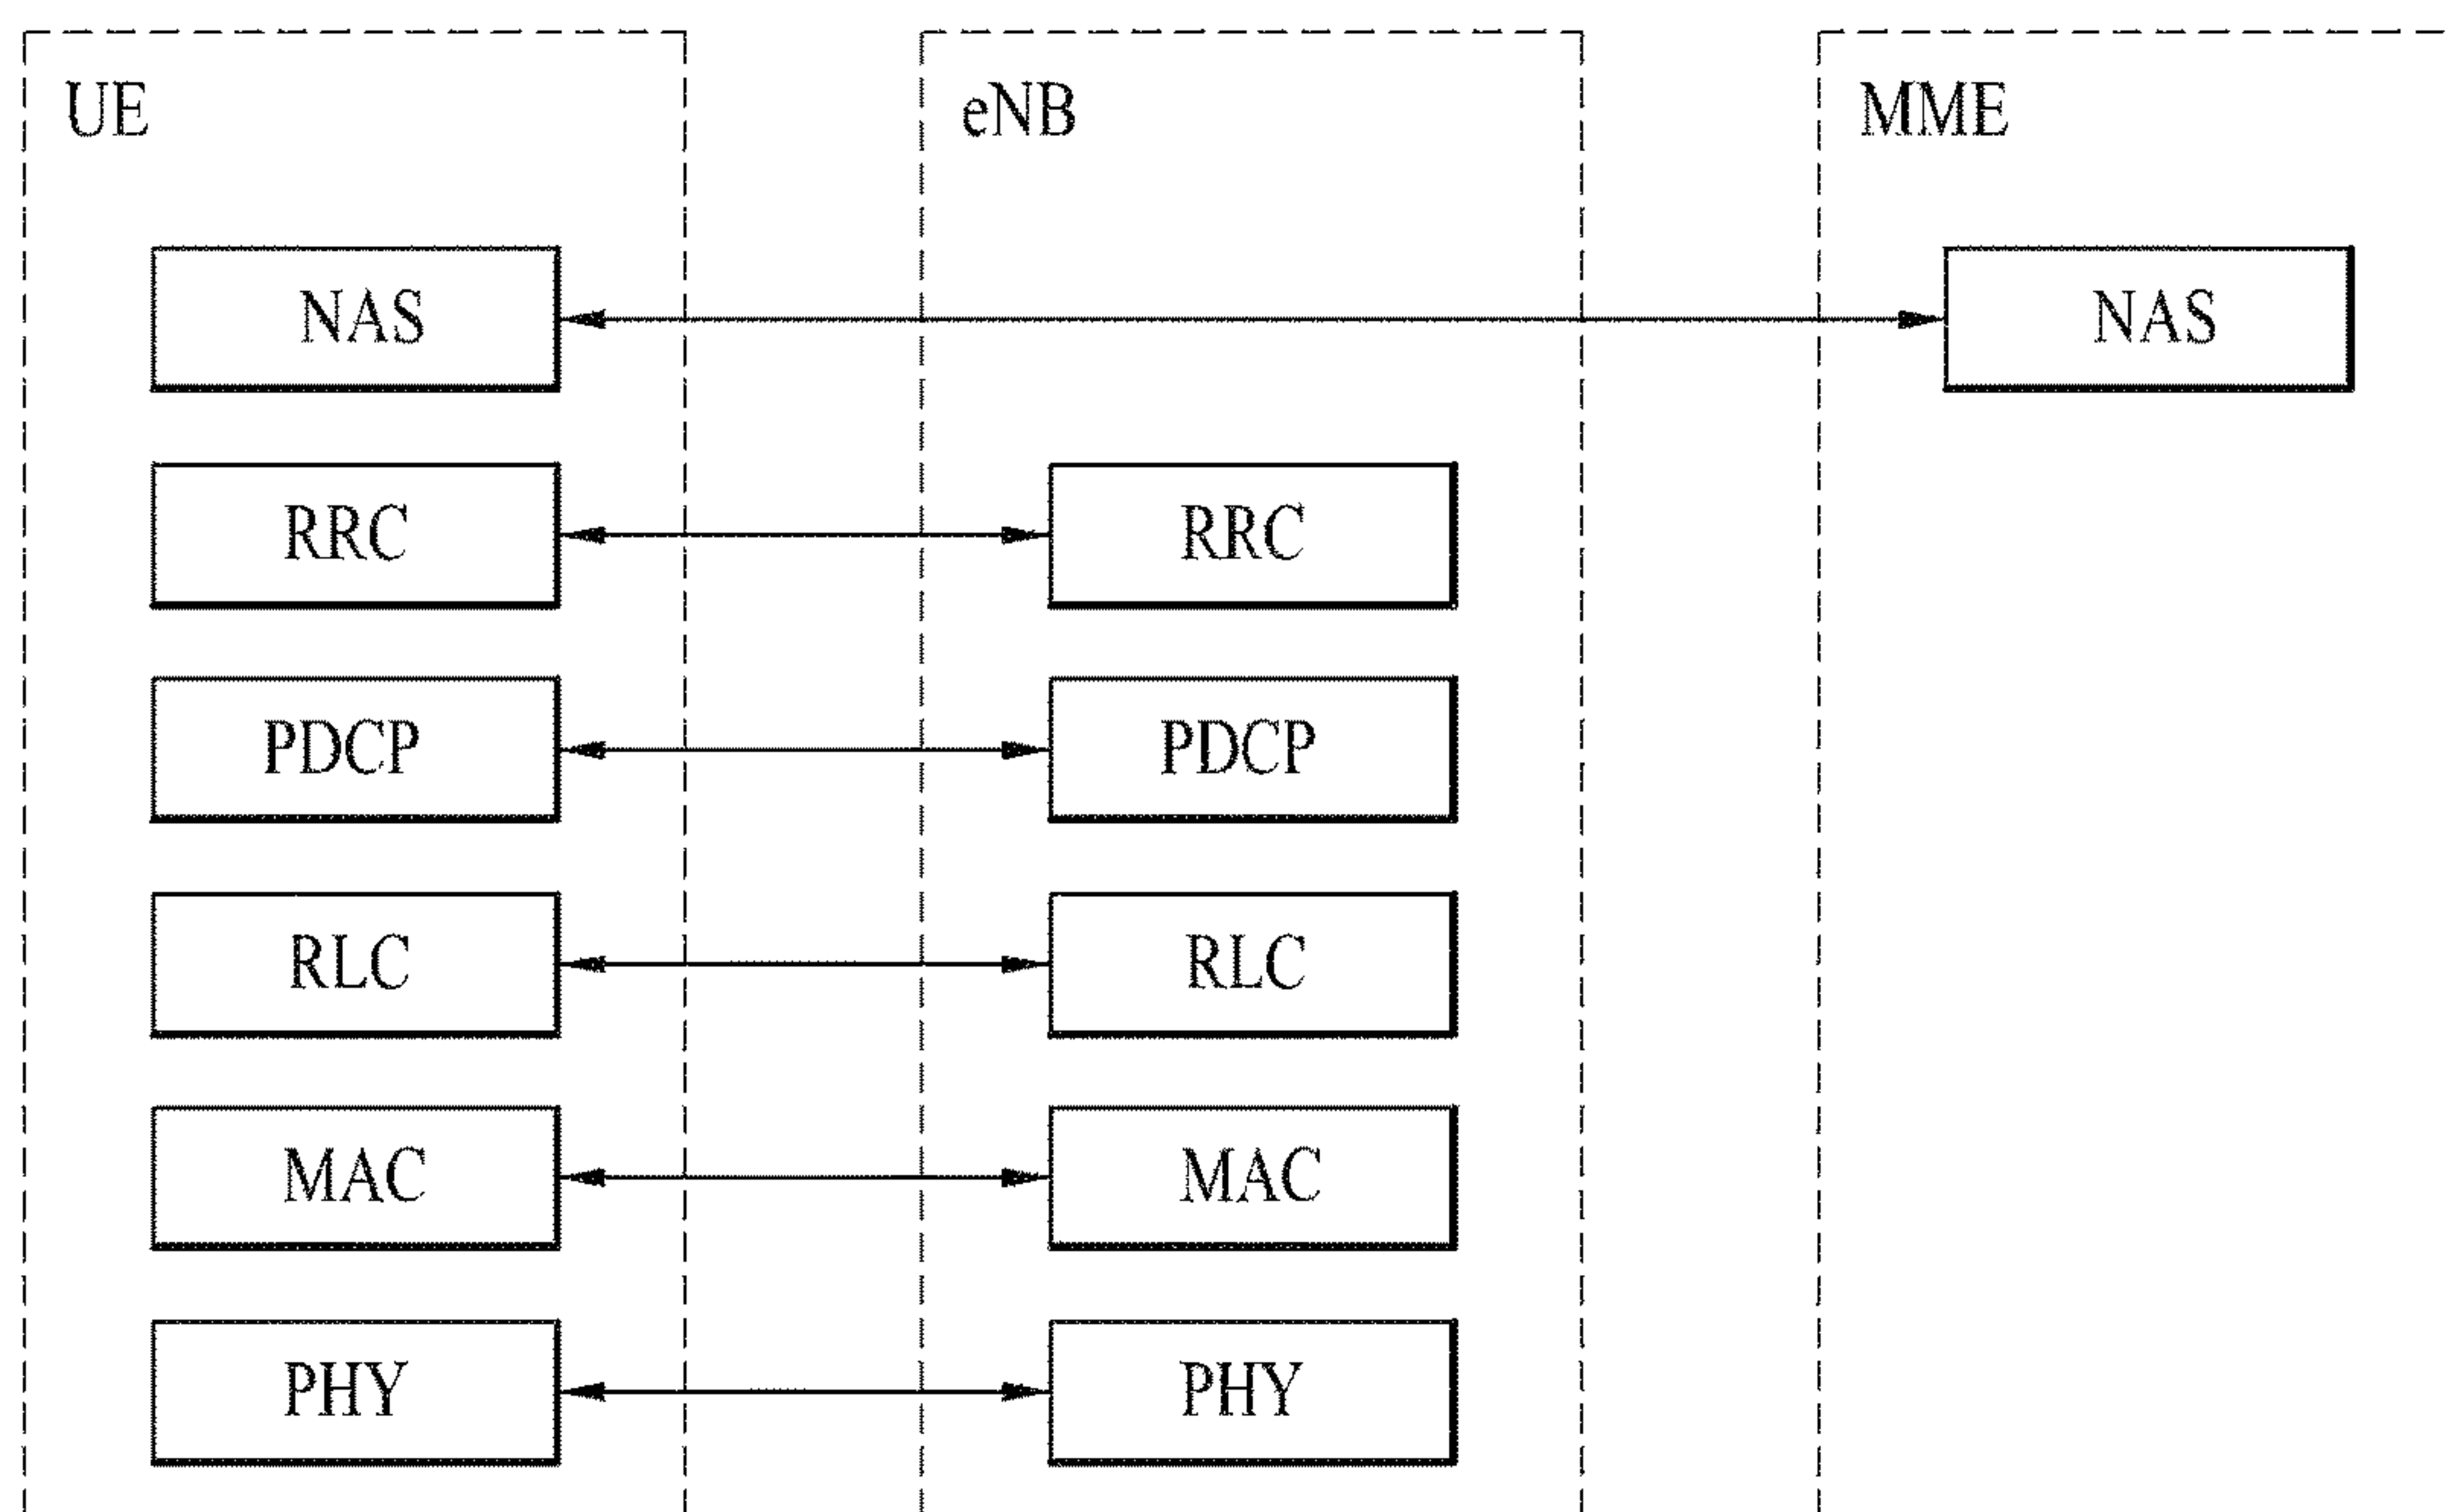 UE eNB MME
NAS NAS
RRC RRC
PDCP PDCP
RLC RLC
MAC MAC
PHY PHY